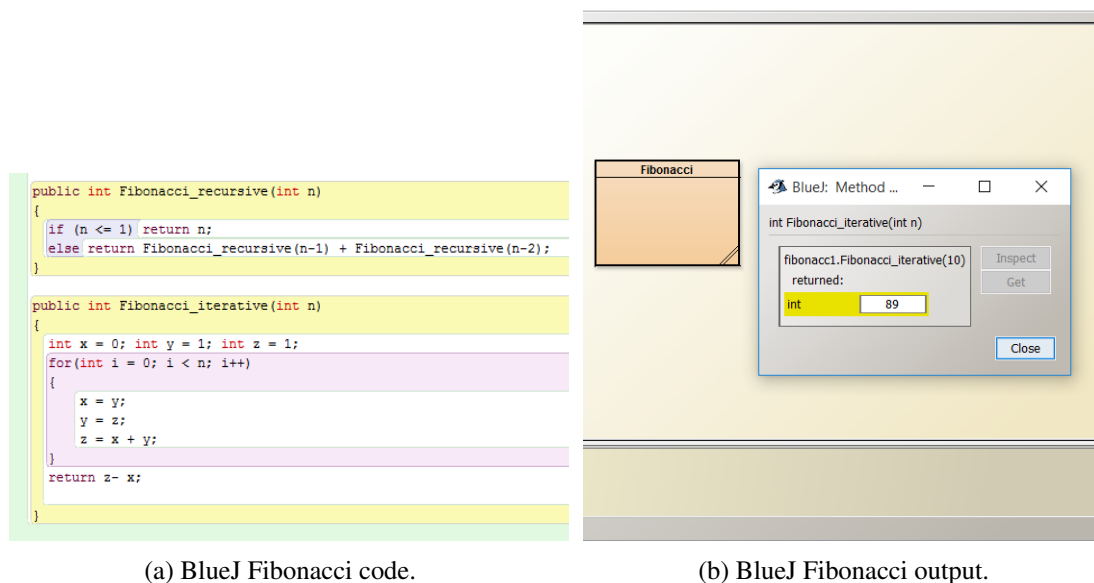 public int Fibonacci_recursive(int n)
{
if (n <= 1) return n;
else return Fibonacci_recursive(n-1) + Fibonacci_recursive(n-2);
}
public int Fibonacci_iterative(int n)
{
int x = 0; int y = 1; int z = 1;
for(int i = 0; i < n; i++)
{
x = y;
y = z;
z = x + y;
}
return z- x;
}
(a) BlueJ Fibonacci code.
Fibonacci
BlueJ: Method ...
int Fibonacci_iterative(int n)
fibonacc1.Fibonacci_iterative(10)
returned:
int 89
Inspect
Get
Close
(b) BlueJ Fibonacci output.